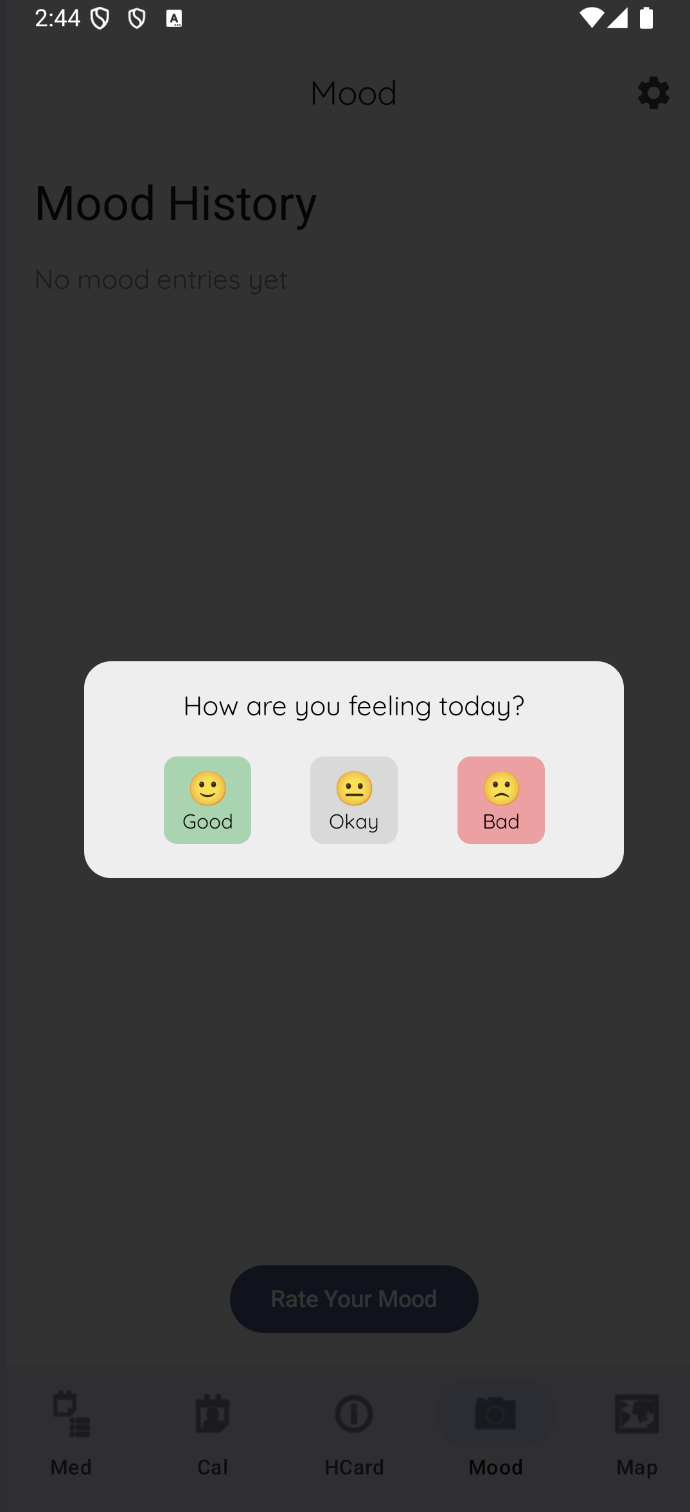 2:44
Mood
Mood History
No mood entries yet
How are you feeling today?
Good Okay Bad
Rate Your Mood
Med Cal HCard Mood Map